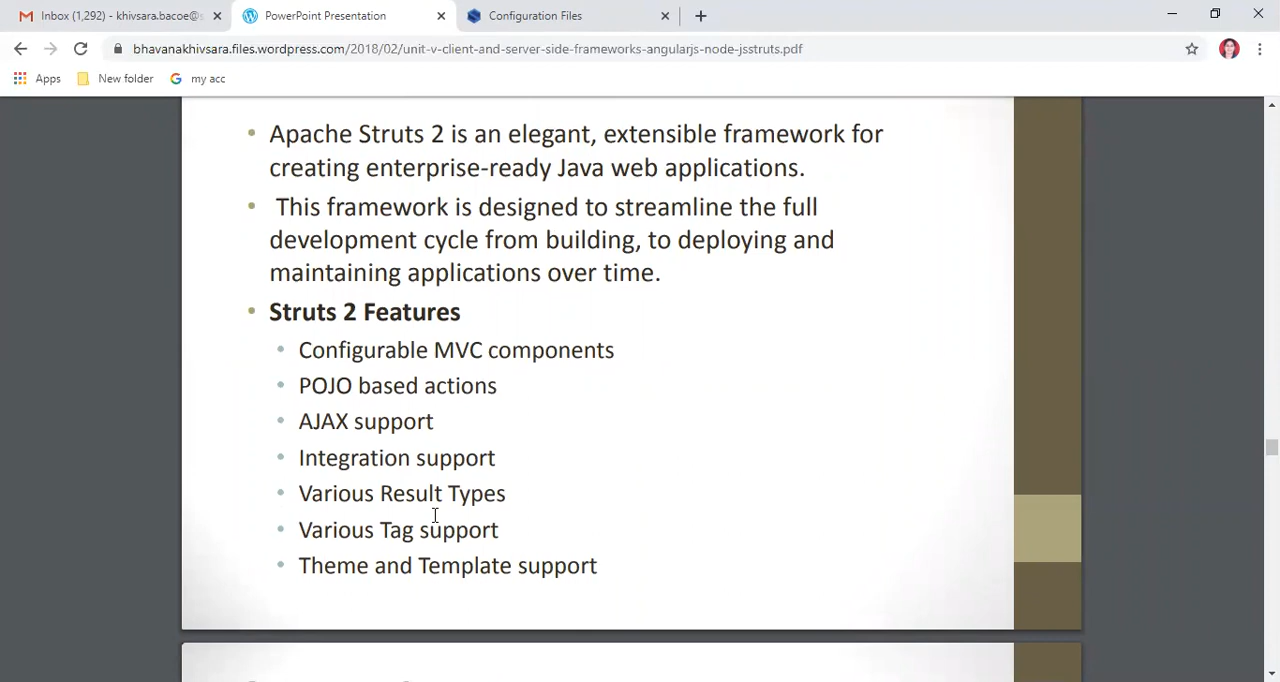 Inbox (1,292) - khivsara.bacoe@s
PowerPoint Presentation
Configuration Files
bhavanakhivsara.files.wordpress.com/2018/02/unit-v-client-and-server-side-frameworks-angularjs-node-jsstruts.pdf
Apps
New folder
my acc
• Apache Struts 2 is an elegant, extensible framework for
creating enterprise-ready Java web applications.
• This framework is designed to streamline the full
development cycle from building, to deploying and
maintaining applications over time.
• Struts 2 Features
• Configurable MVC components
• POJO based actions
• AJAX support
• Integration support
• Various Result Types
• Various Tag support
• Theme and Template support